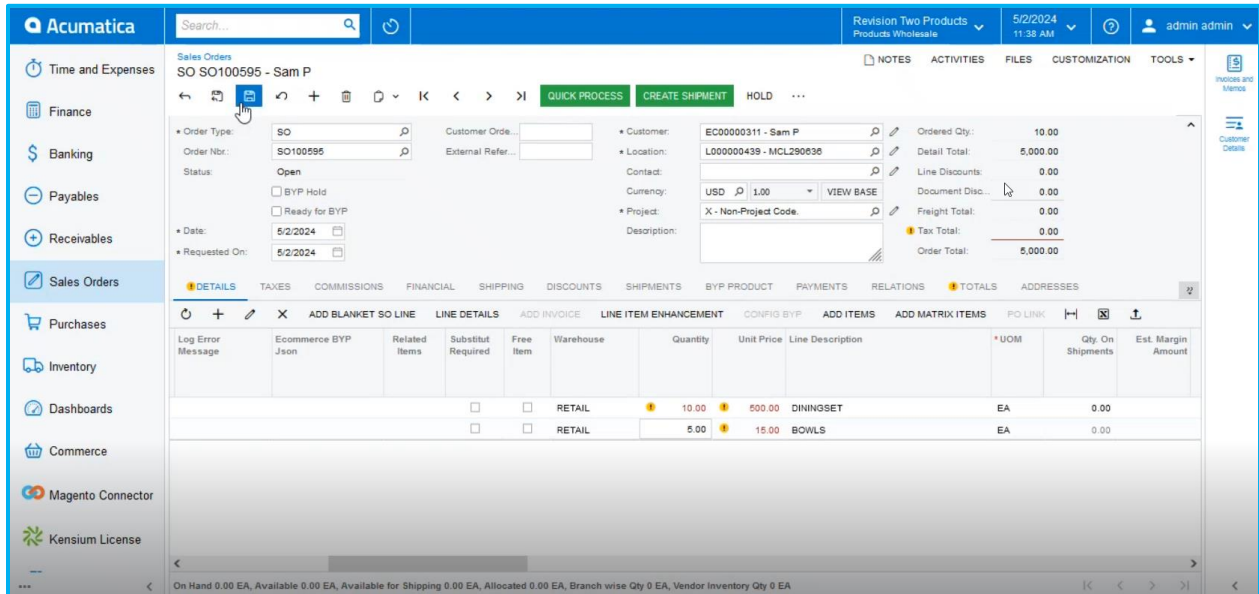 Acumatica
Search...
Revision Two Products
Products Wholesale
5/2/2024
11:38 AM
admin admin
Time and Expenses
Finance
Banking
Payables
Receivables
Sales Orders
Purchases
Inventory
Dashboards
Commerce
Magento Connector
Kensium License
Sales Orders
SO SO100595 - Sam P
NOTES ACTIVITIES FILES CUSTOMIZATION TOOLS
QUICK PROCESS CREATE SHIPMENT HOLD ...
Invoices and Memos
Customer Details
* Order Type: SO
Order Nbr.: SO100595
Status: Open
BYP Hold
Ready for BYP
* Date: 5/2/2024
* Requested On: 5/2/2024
Customer Orde...
External Refer...
* Customer: EC00000311 - Sam P
* Location: L000000439 - MCL290636
Contact:
Currency: USD 1.00 VIEW BASE
* Project: X - Non-Project Code.
Description:
Ordered Qty.: 10.00
Detail Total: 5,000.00
Line Discounts: 0.00
Document Disc... 0.00
Freight Total: 0.00
Tax Total: 0.00
Order Total: 5,000.00
DETAILS TAXES COMMISSIONS FINANCIAL SHIPPING DISCOUNTS SHIPMENTS BYP PRODUCT PAYMENTS RELATIONS TOTALS ADDRESSES
ADD BLANKET SO LINE LINE DETAILS ADD INVOICE LINE ITEM ENHANCEMENT CONFIG BYP ADD ITEMS ADD MATRIX ITEMS PO LINK
Log Error Message Ecommerce BYP Json Related Items Substitut Required Free Item Warehouse Quantity Unit Price Line Description * UOM Qty. On Shipments Est. Margin Amount
RETAIL 10.00 500.00 DININGSET EA 0.00
RETAIL 5.00 15.00 BOWLS EA 0.00
On Hand 0.00 EA, Available 0.00 EA, Available for Shipping 0.00 EA, Allocated 0.00 EA, Branch wise Qty 0 EA, Vendor Inventory Qty 0 EA